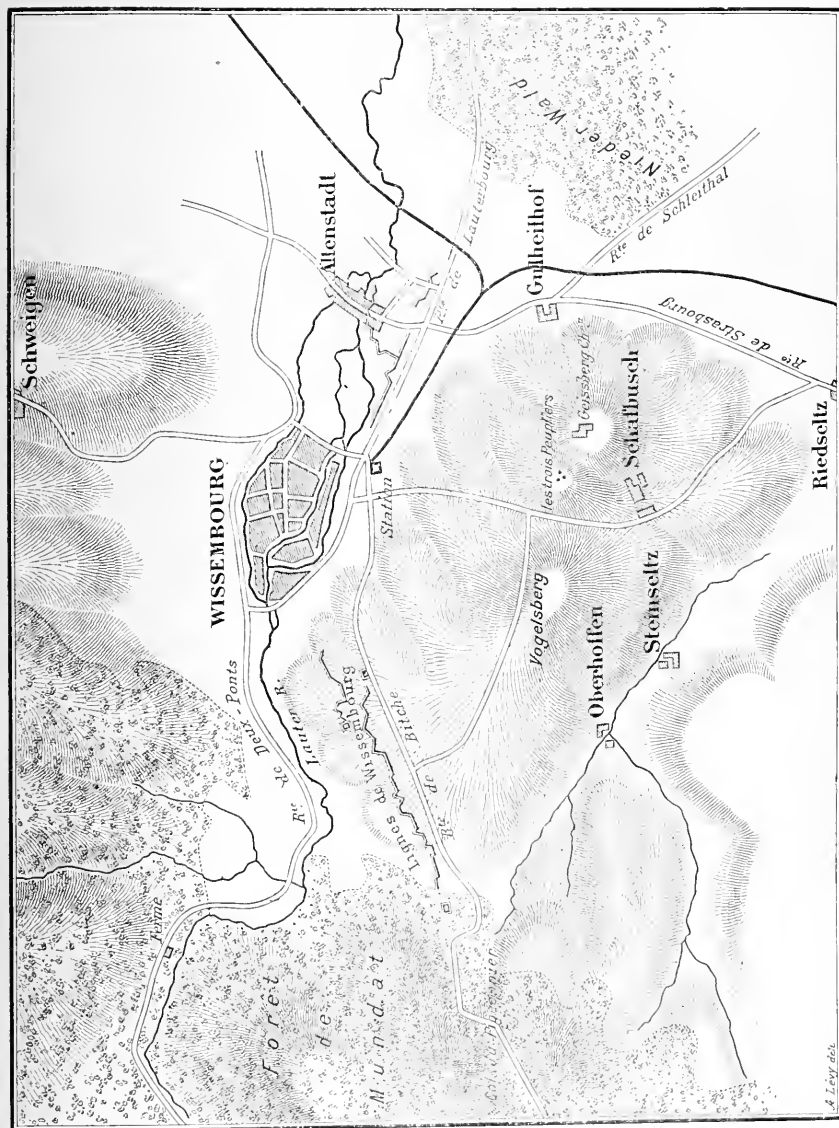 Schweigen
WISSEMBOURG
Altenstadt
Nieder Wald
Rte de Deux Ponts
Lauter R.
Ferme
Station
Rte de Lauterbourg
Lignes de Wissembourg
Rte de Bitche
Forêt
de
Mundat
Gutleithof
Rte de Schleithal
Rte de Strasbourg
Geissberg Chau
les trois Peupliers
Schafbusch
Vogelsberg
Oberhoffen
Steinseltz
Riedseltz